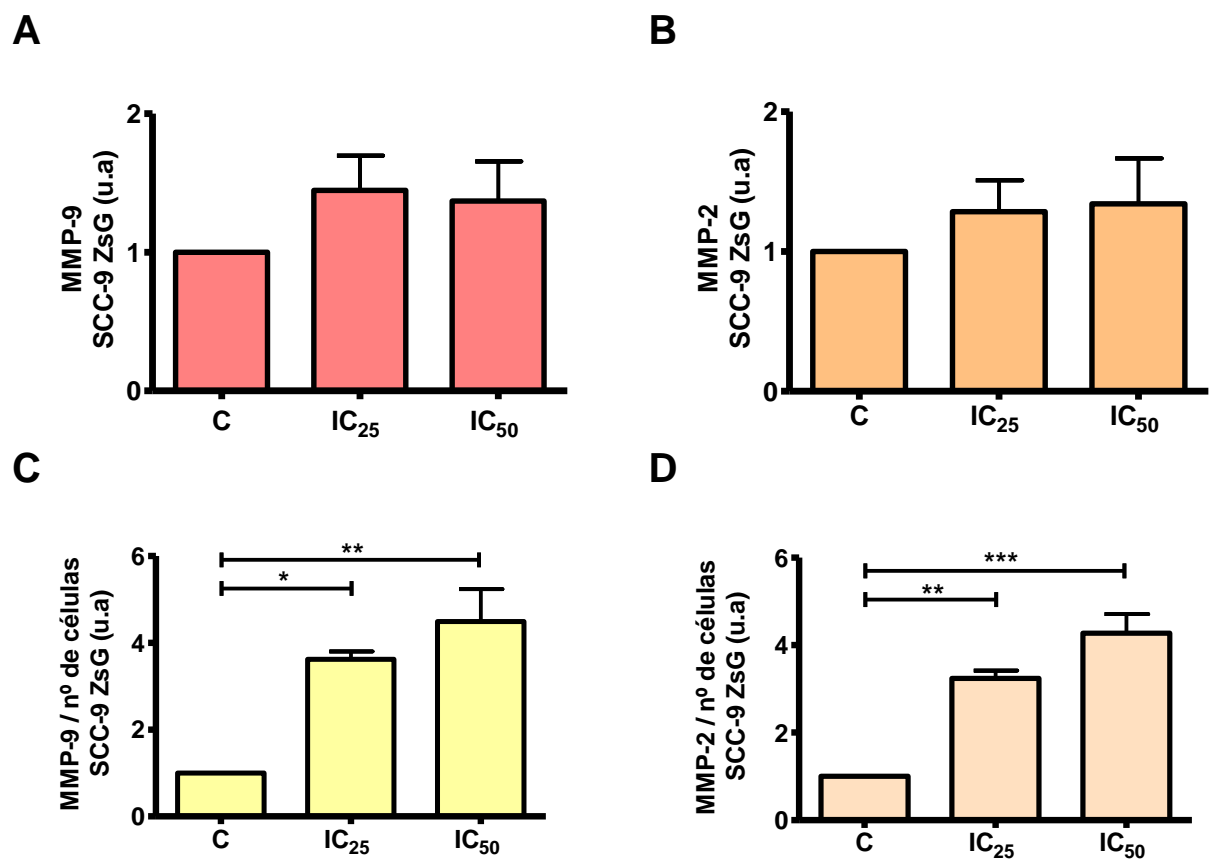 A
B
MMP-9
SCC-9 ZsG (u.a)
2
1
0
C
IC25
IC50
MMP-2
SCC-9 ZsG (u.a)
2
1
0
C
IC25
IC50
C
D
MMP-9 / nº de células
SCC-9 ZsG (u.a)
6
4
2
0
**
*
C
IC25
IC50
MMP-2 / nº de células
SCC-9 ZsG (u.a)
6
4
2
0
***
**
C
IC25
IC50